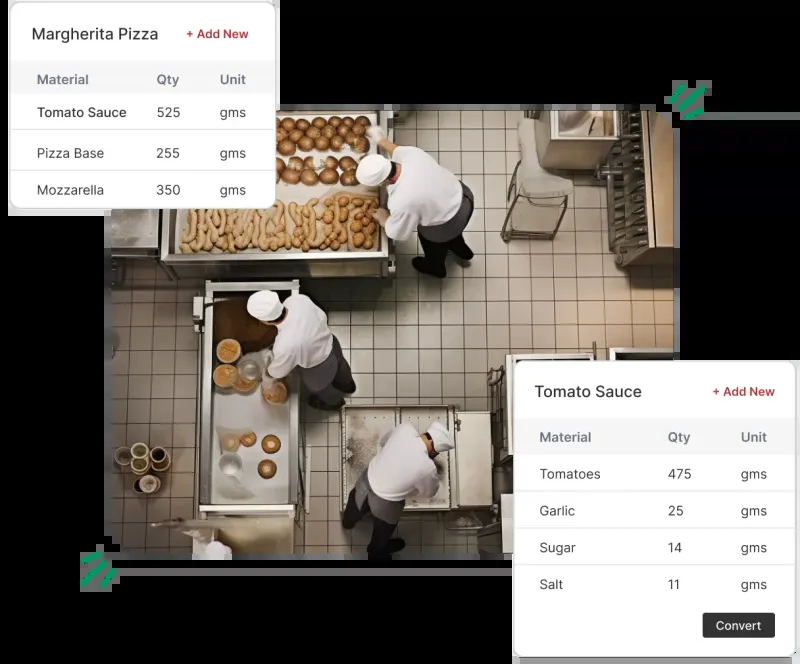 Margherita Pizza + Add New
Material Qty Unit
Tomato Sauce 525 gms
Pizza Base 255 gms
Mozzarella 350 gms
Tomato Sauce + Add New
Material Qty Unit
Tomatoes 475 gms
Garlic 25 gms
Sugar 14 gms
Salt 11 gms
Convert